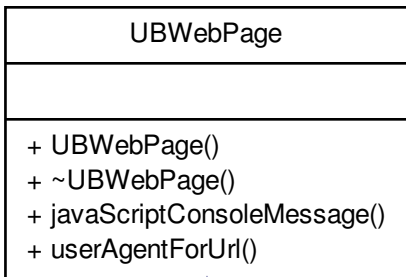 UBWebPage
+ UBWebPage()
+ ~UBWebPage()
+ javaScriptConsoleMessage()
+ userAgentForUrl()